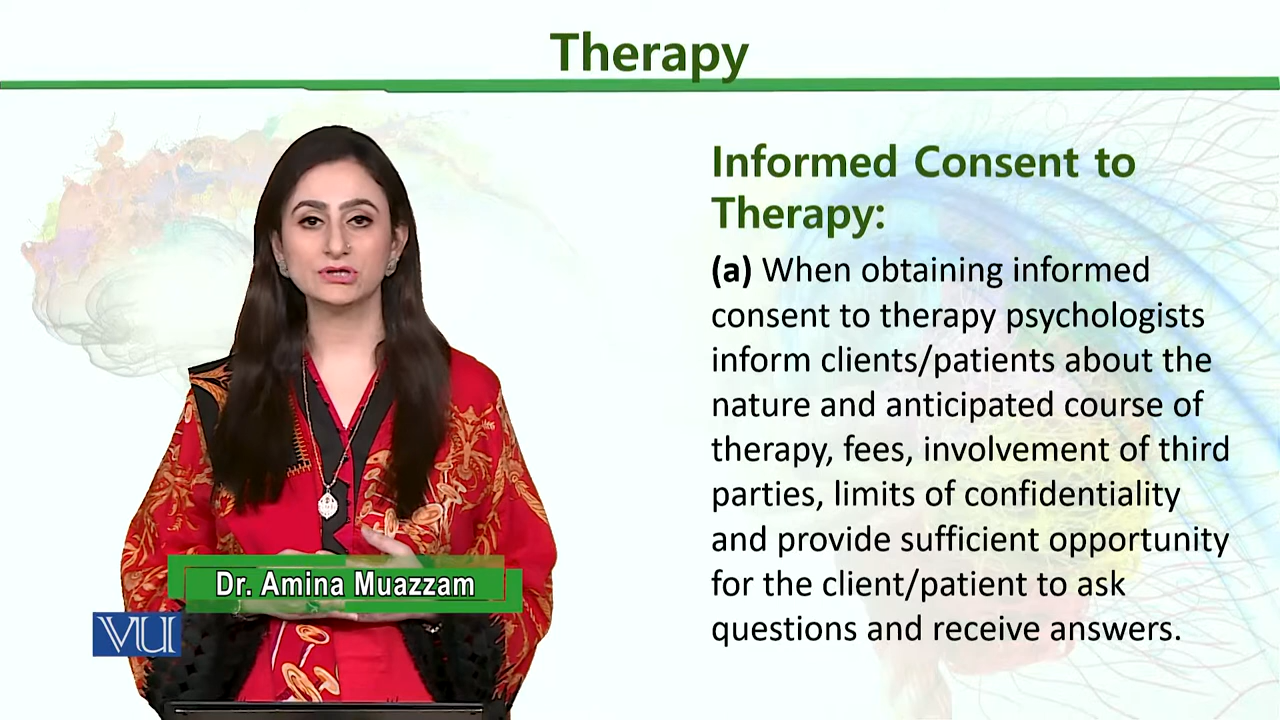 Therapy
Informed Consent to
Therapy:
(a) When obtaining informed
consent to therapy psychologists
inform clients/patients about the
nature and anticipated course of
therapy, fees, involvement of third
parties, limits of confidentiality
and provide sufficient opportunity
for the client/patient to ask
questions and receive answers.
Dr. Amina Muazzam
VU